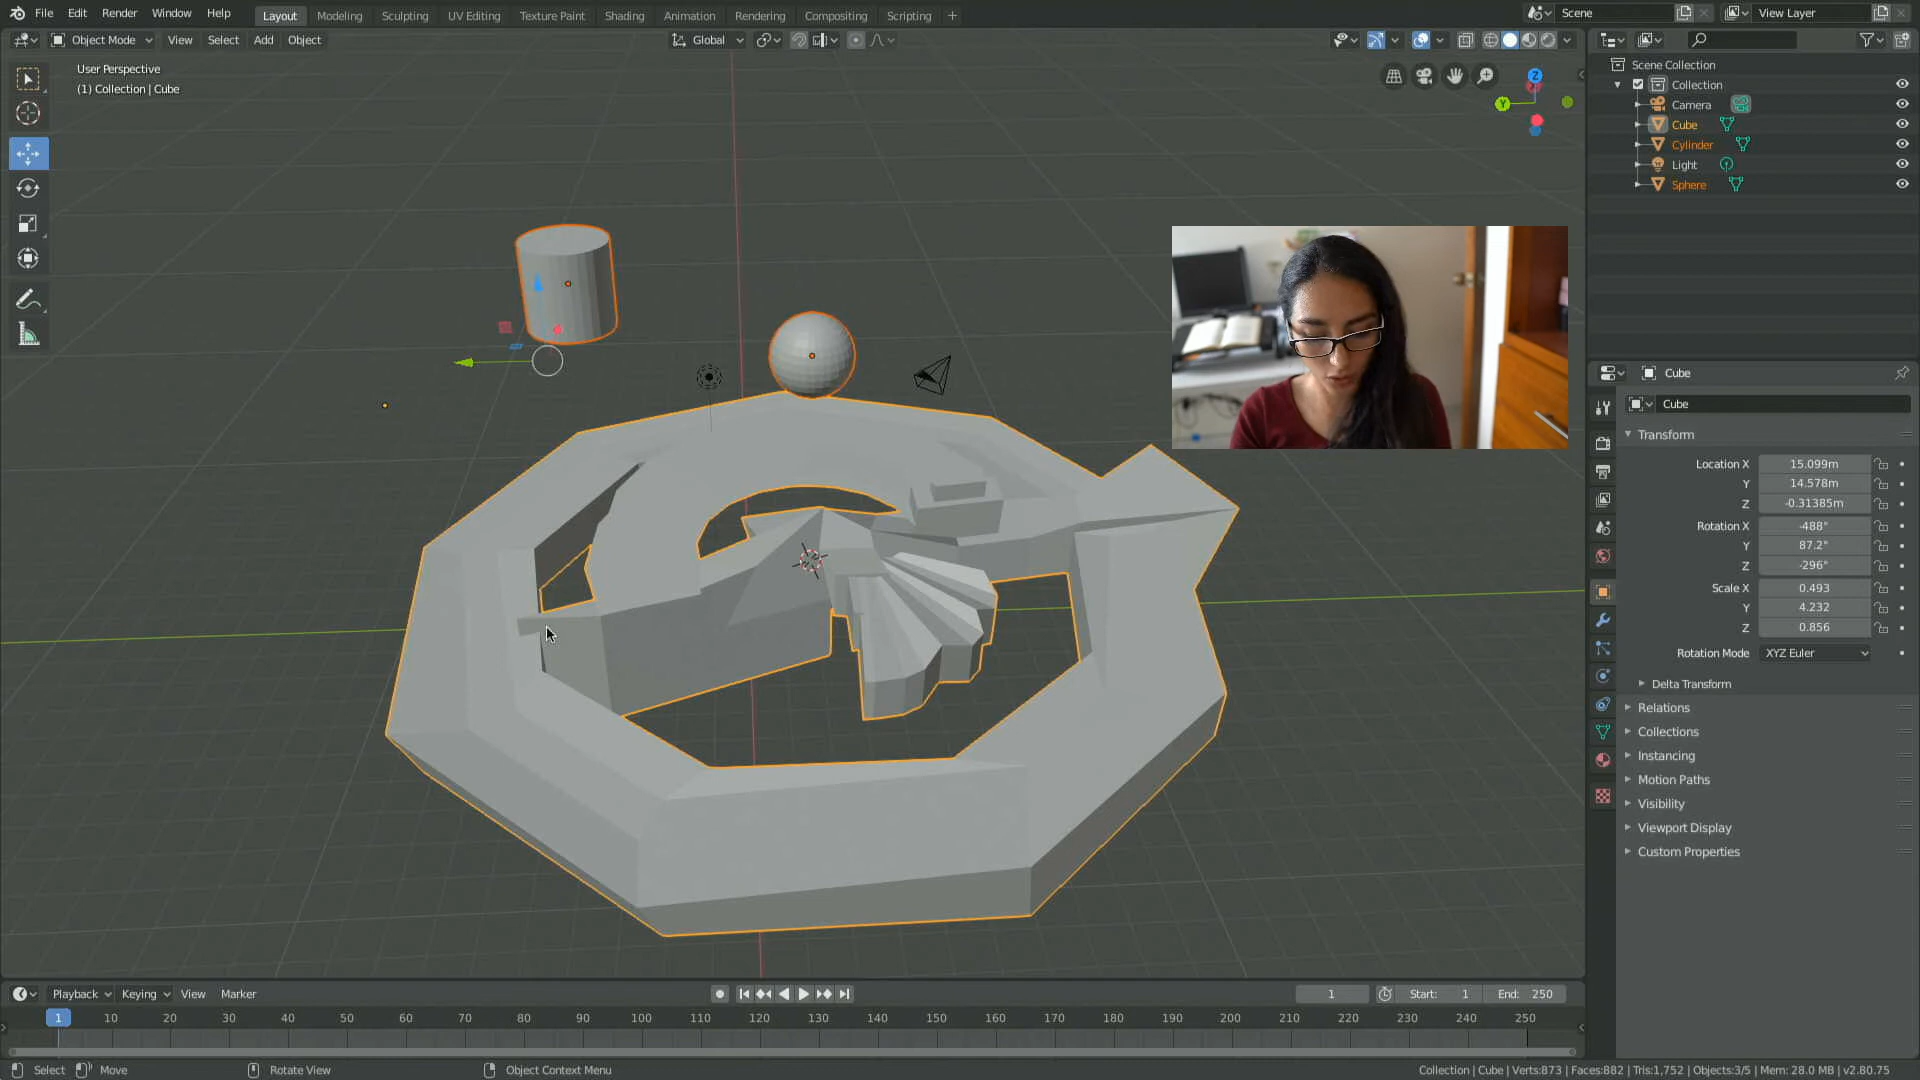 File Edit Render Window Help
Layout Modeling Sculpting UV Editing Texture Paint Shading Animation Rendering Compositing Scripting +
Scene
View Layer
Object Mode View Select Add Object
Global
User Perspective
(1) Collection | Cube
Z
Y
Scene Collection
Collection
Camera
Cube
Cylinder
Light
Sphere
Cube
Cube
Transform
Location X 15.099m
Y 14.578m
Z -0.31385m
Rotation X -488°
Y 87.2°
Z -296°
Scale X 0.493
Y 4.232
Z 0.856
Rotation Mode XYZ Euler
Delta Transform
Relations
Collections
Instancing
Motion Paths
Visibility
Viewport Display
Custom Properties
Playback Keying View Marker
1 Start: 1 End: 250
1 10 20 30 40 50 60 70 80 90 100 110 120 130 140 150 160 170 180 190 200 210 220 230 240 250
Select Move Rotate View Object Context Menu
Collection | Cube | Verts:873 | Faces:882 | Tris:1,752 | Objects:3/5 | Mem: 28.0 MB | v2.80.75